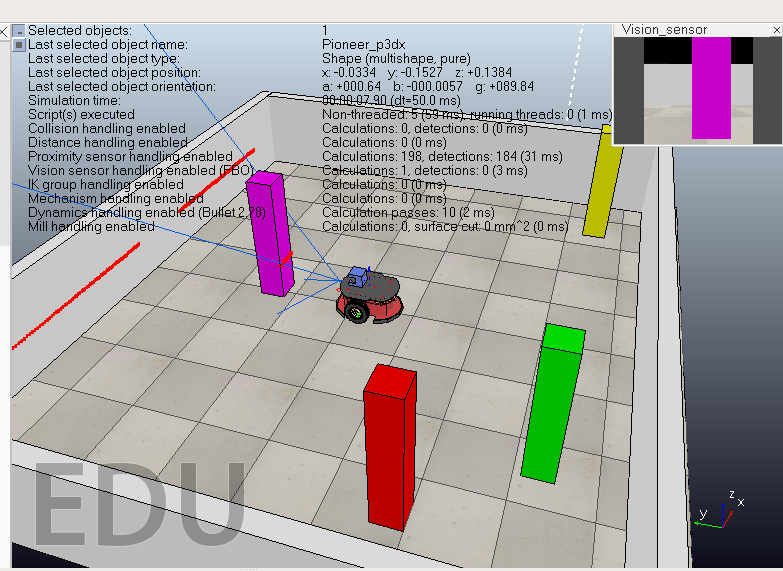 Selected objects: 1
Last selected object name: Pioneer_p3dx
Last selected object type: Shape (multishape, pure)
Last selected object position: x: -0.0334 y: -0.1527 z: +0.1384
Last selected object orientation: a: +000.64 b: -000.0057 g: +089.84
Simulation time: 00:00:07.90 (dt=50.0 ms)
Script(s) executed Non-threaded: 5 (59 ms), running threads: 0 (1 ms)
Collision handling enabled Calculations: 0, detections: 0 (0 ms)
Distance handling enabled Calculations: 0 (0 ms)
Proximity sensor handling enabled Calculations: 198, detections: 184 (31 ms)
Vision sensor handling enabled (FBO) Calculations: 1, detections: 0 (3 ms)
IK group handling enabled Calculations: 0 (0 ms)
Mechanism handling enabled Calculations: 0 (0 ms)
Dynamics handling enabled (Bullet 2.78) Calculation passes: 10 (2 ms)
Mill handling enabled Calculations: 0, surface cut: 0 mm^2 (0 ms)
Vision_sensor
EDU
z
x
y